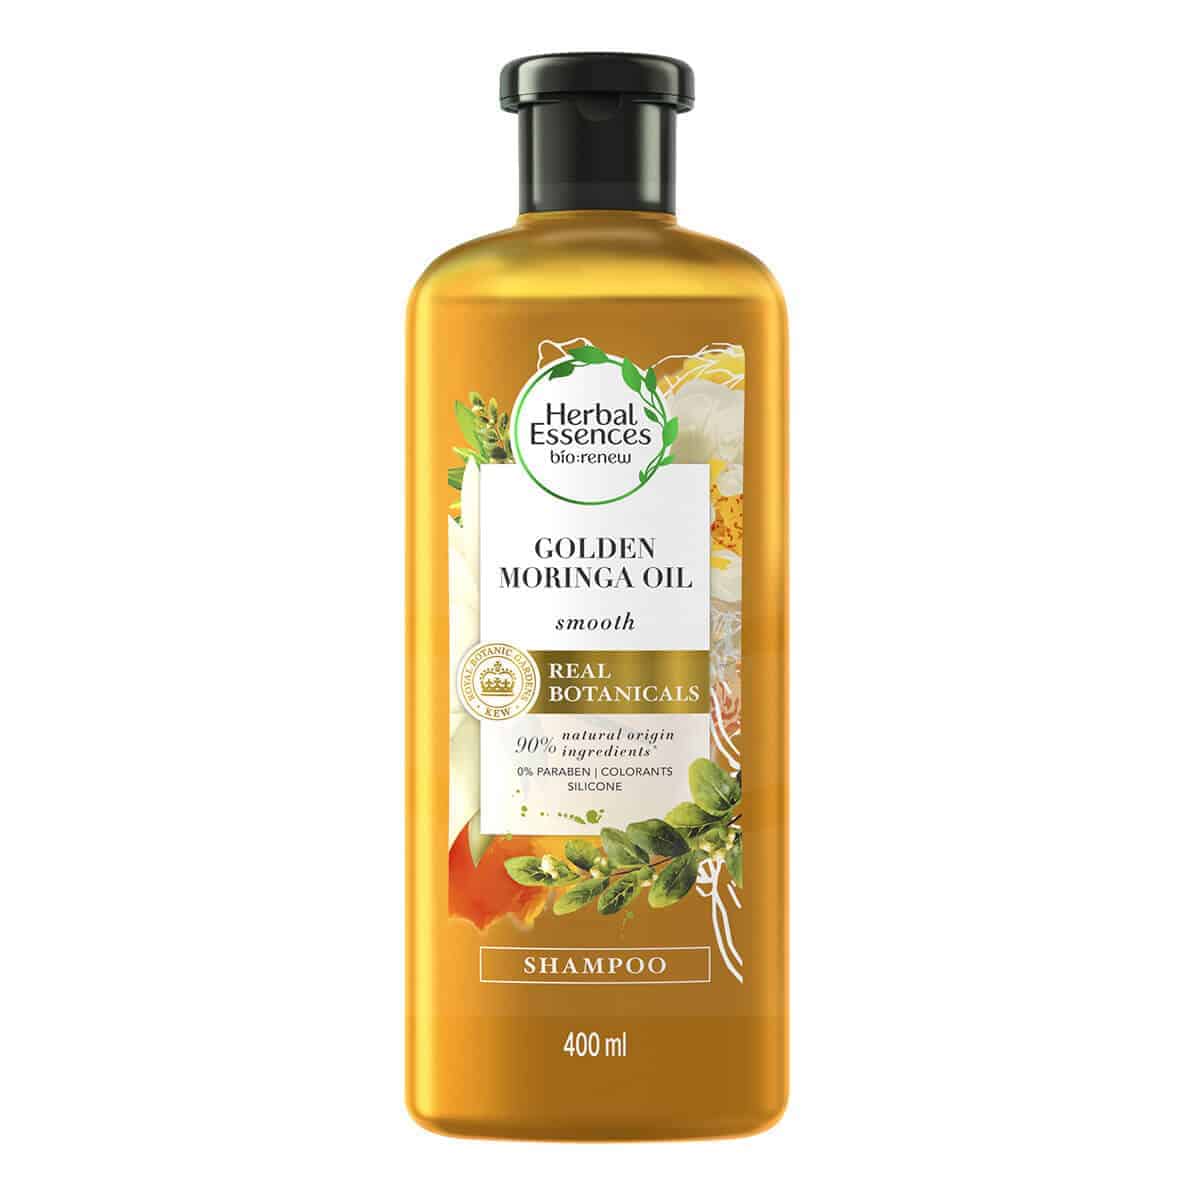 Herbal
Essences
bio:renew
GOLDEN
MORINGA OIL
smooth
ROYAL BOTANIC GARDENS
KEW
REAL
BOTANICALS
90% natural origin
ingredients*
0% PARABEN | COLORANTS
SILICONE
SHAMPOO
400 ml